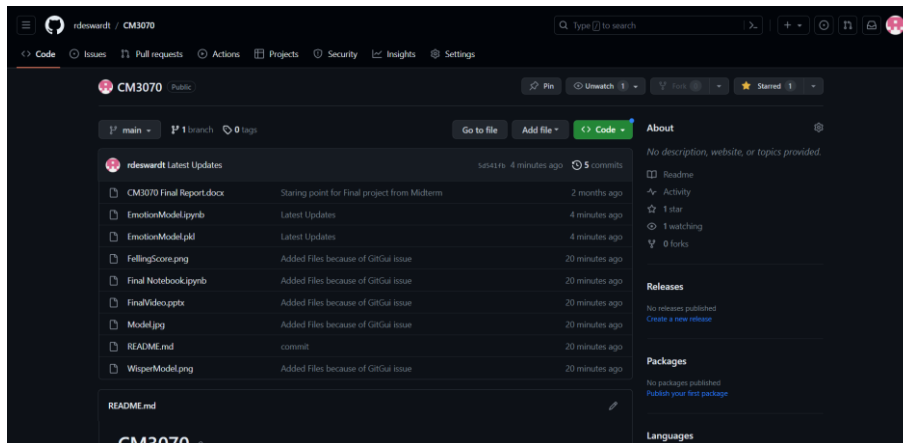 rdeswardt / CM3070
Type / to search
Code Issues Pull requests Actions Projects Security Insights Settings
CM3070 Public
Pin Unwatch 1 Fork 0 Starred 1
main 1 branch 0 tags Go to file Add file Code
rdeswardt Latest Updates 5d541fb 4 minutes ago 5 commits
CM3070 Final Report.docx Staring point for Final project from Midterm 2 months ago
EmotionModel.ipynb Latest Updates 4 minutes ago
EmotionModel.pkl Latest Updates 4 minutes ago
FellingScore.png Added Files because of GitGui issue 20 minutes ago
Final Notebook.ipynb Added Files because of GitGui issue 20 minutes ago
FinalVideo.pptx Added Files because of GitGui issue 20 minutes ago
Model.jpg Added Files because of GitGui issue 20 minutes ago
README.md commit 20 minutes ago
WisperModel.png Added Files because of GitGui issue 20 minutes ago
README.md
CM3070
About
No description, website, or topics provided.
Readme
Activity
1 star
1 watching
0 forks
Releases
No releases published
Create a new release
Packages
No packages published
Publish your first package
Languages